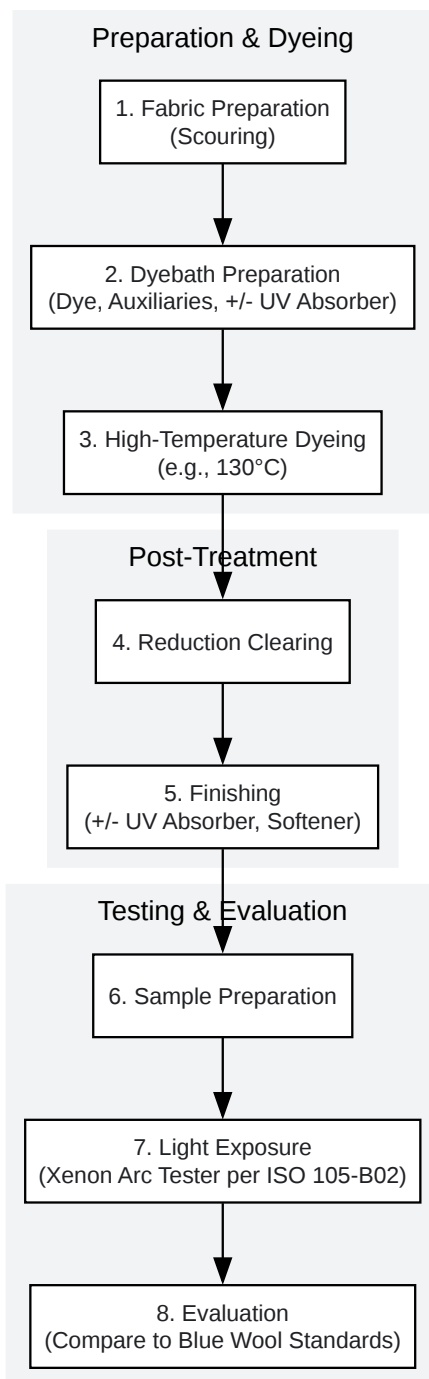 Preparation & Dyeing
1. Fabric Preparation
(Scouring)
2. Dyebath Preparation
(Dye, Auxiliaries, +/- UV Absorber)
3. High-Temperature Dyeing
(e.g., 130°C)
Post-Treatment
4. Reduction Clearing
5. Finishing
(+/- UV Absorber, Softener)
Testing & Evaluation
6. Sample Preparation
7. Light Exposure
(Xenon Arc Tester per ISO 105-B02)
8. Evaluation
(Compare to Blue Wool Standards)